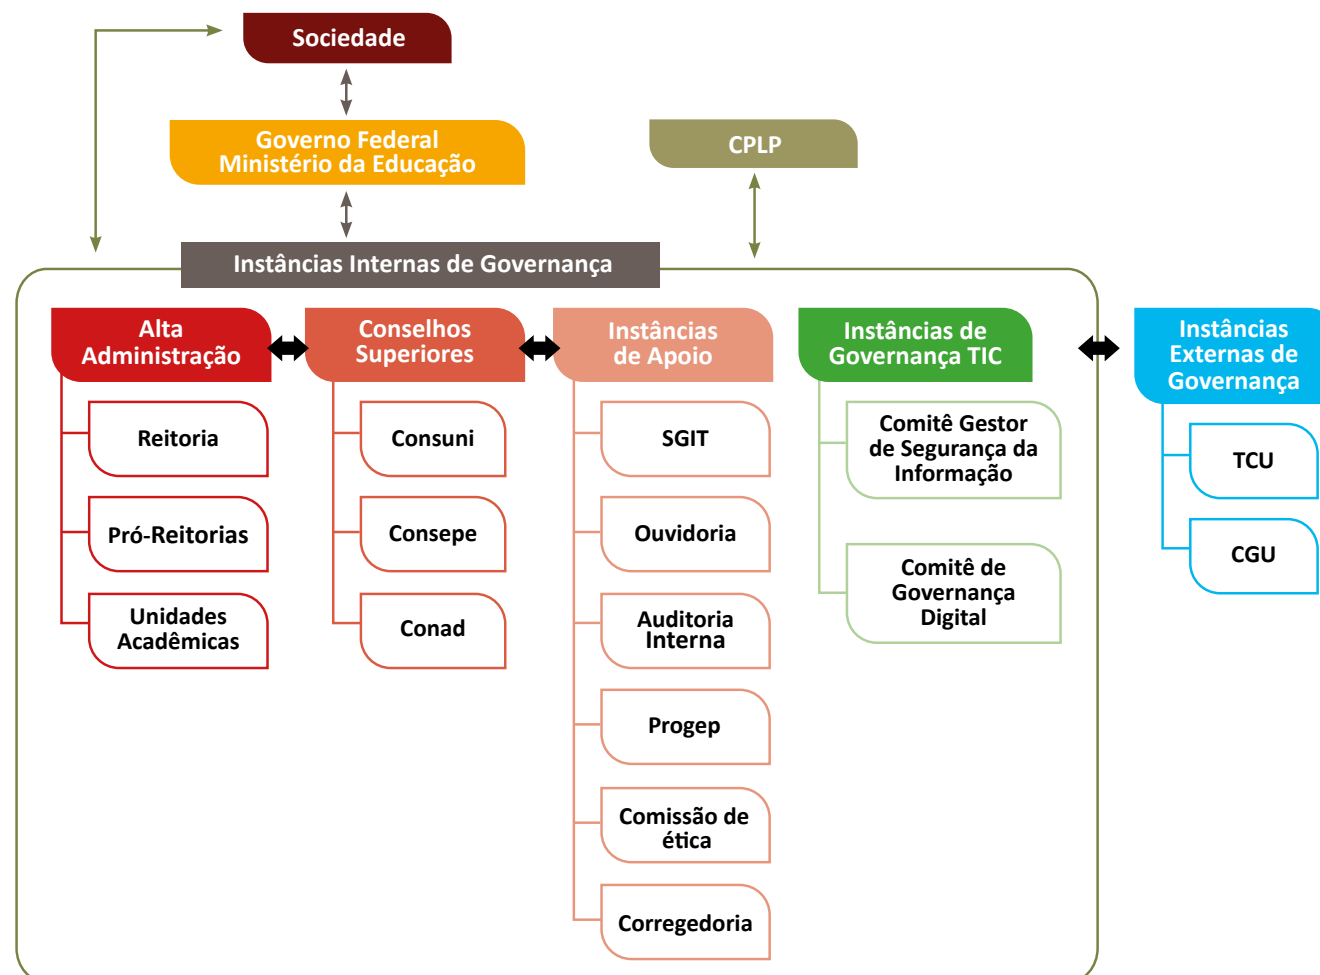 Sociedade
Governo Federal
Ministério da Educação
CPLP
Instâncias Internas de Governança
Alta
Administração
Reitoria
Pró-Reitorias
Unidades
Acadêmicas
Conselhos
Superiores
Consuni
Consepe
Conad
Instâncias
de Apoio
SGIT
Ouvidoria
Auditoria
Interna
Progep
Comissão de
ética
Corregedoria
Instâncias de
Governança TIC
Comitê Gestor
de Segurança da
Informação
Comitê de
Governança
Digital
Instâncias
Externas de
Governança
TCU
CGU